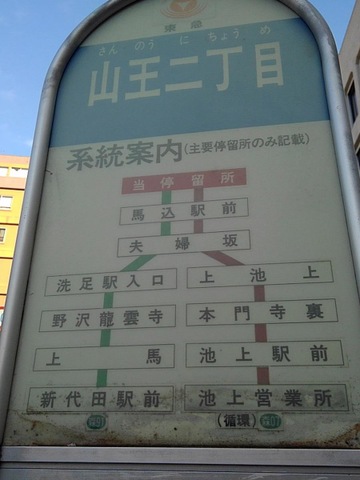 東急
さんのうにちょうめ
山王二丁目
系統案内(主要停留所のみ記載)
当停留所
馬込駅前
夫婦坂
洗足駅入口 上池上
野沢龍雲寺 本門寺裏
上馬 池上駅前
新代田駅前 池上営業所
(循環)